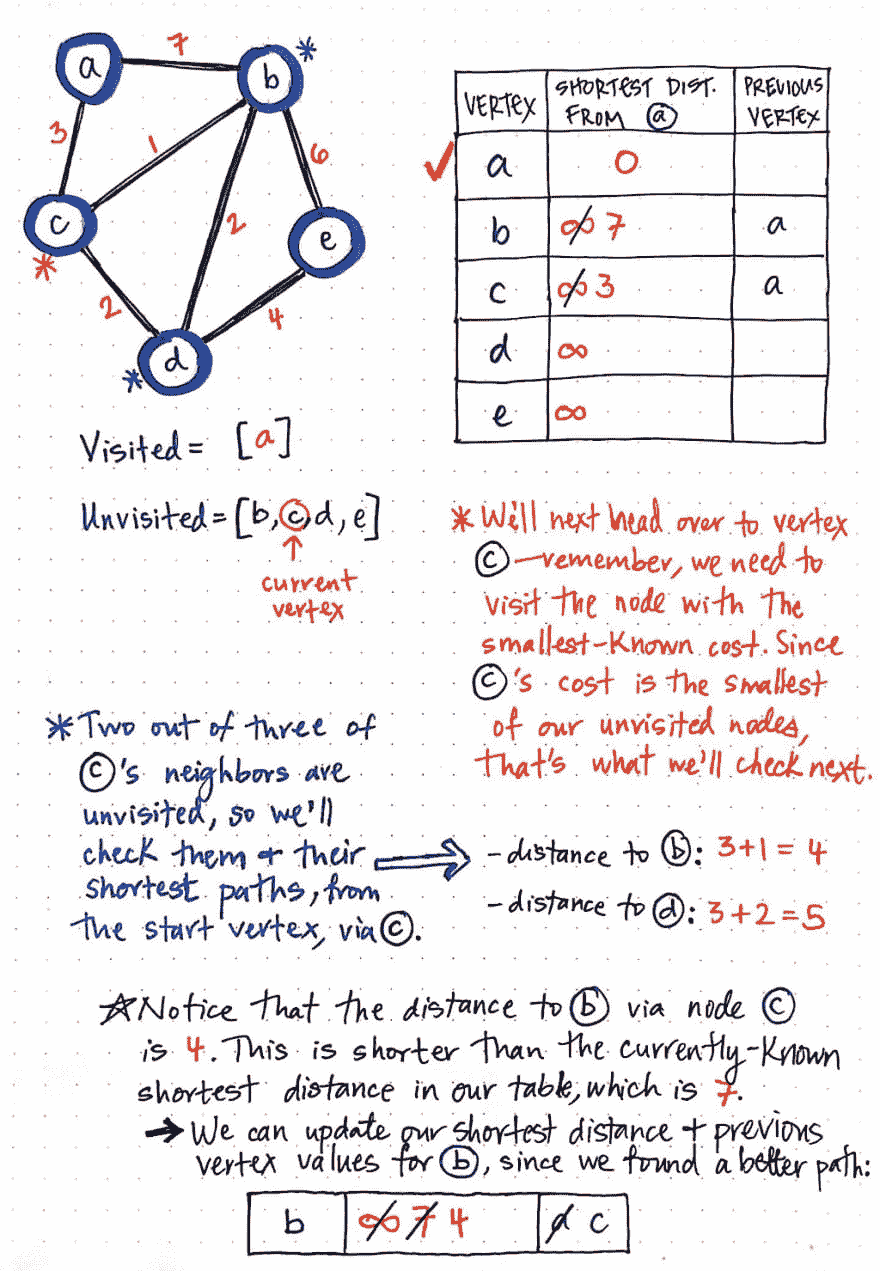 a
7
b
*
3
1
6
c
*
2
e
2
4
d
*
VERTEX
SHORTEST DIST.
FROM a
PREVIOUS
VERTEX
✓
a 0
b ∞ 7 a
c ∞ 3 a
d ∞
e ∞
Visited = [a]
Unvisited = [b, c, d, e]
↑
current
vertex
* We'll next head over to vertex
c — remember, we need to
visit the node with the
smallest-known cost. Since
c's cost is the smallest
of our unvisited nodes,
that's what we'll check next.
* Two out of three of
c's neighbors are
unvisited, so we'll
check them + their
shortest paths, from
the start vertex, via c.
- distance to b: 3+1 = 4
- distance to d: 3+2 = 5
☆ Notice that the distance to b via node c
is 4. This is shorter than the currently-known
shortest distance in our table, which is 7.
→ We can update our shortest distance + previous
vertex values for b, since we found a better path:
b ∞ 7 4 a c